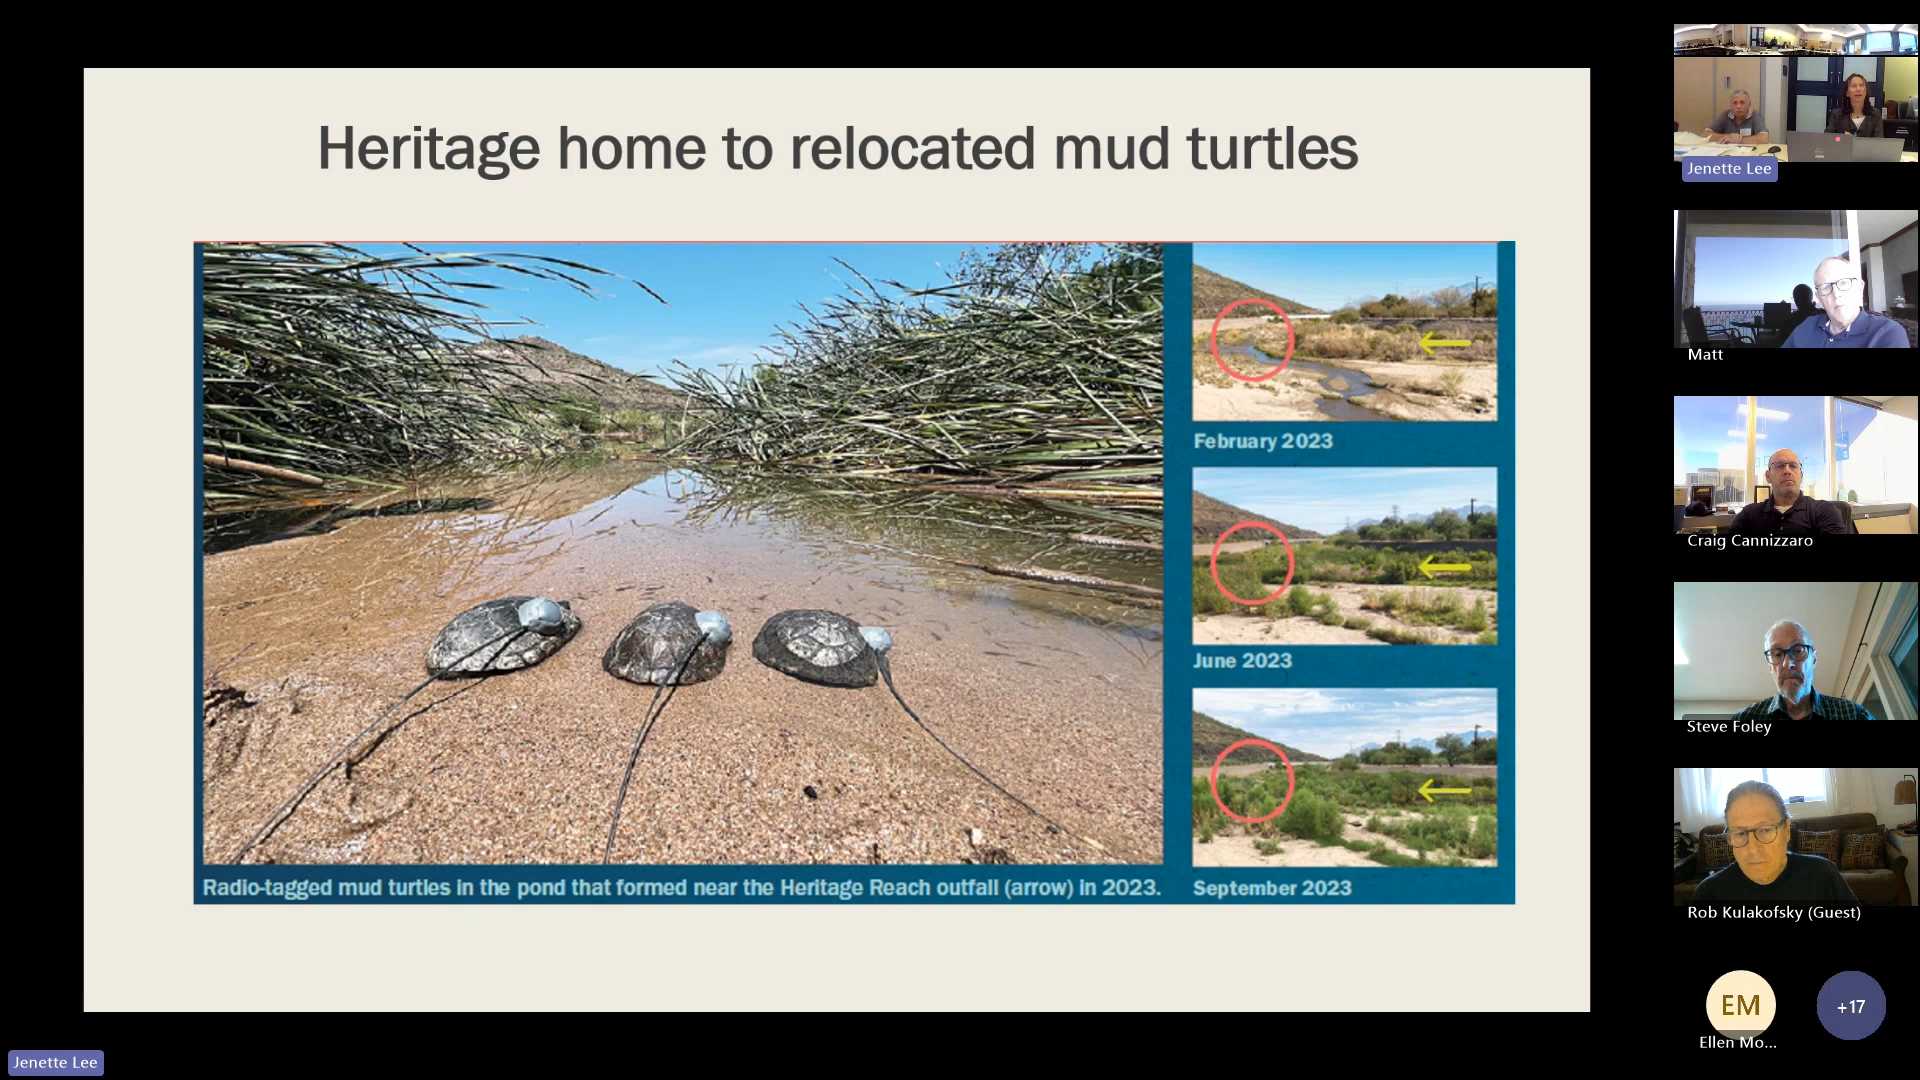 Heritage home to relocated mud turtles
February 2023
June 2023
Radio-tagged mud turtles in the pond that formed near the Heritage Reach outfall (arrow) in 2023.
September 2023
Jenette Lee
Matt
Craig Cannizzaro
Steve Foley
Rob Kulakofsky (Guest)
EM
+17
Ellen Mo...
Jenette Lee